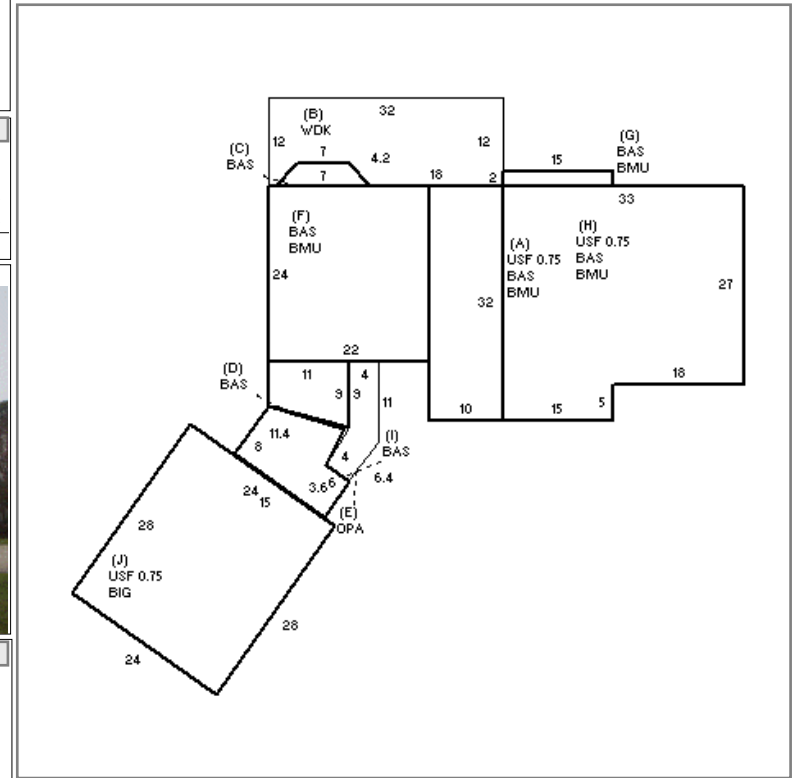 32
(B)
WDK
12
12
(C)
BAS
7
4.2
7
18
2
15
(G)
BAS
BMU
33
(F)
BAS
BMU
(A)
USF 0.75
BAS
BMU
(H)
USF 0.75
BAS
BMU
24
27
32
22
(D)
BAS
11
9
4
9
11
18
10
15
5
11.4
8
(I)
BAS
4
6.4
3.6
6
24
15
(E)
OPA
28
(J)
USF 0.75
BIG
28
24